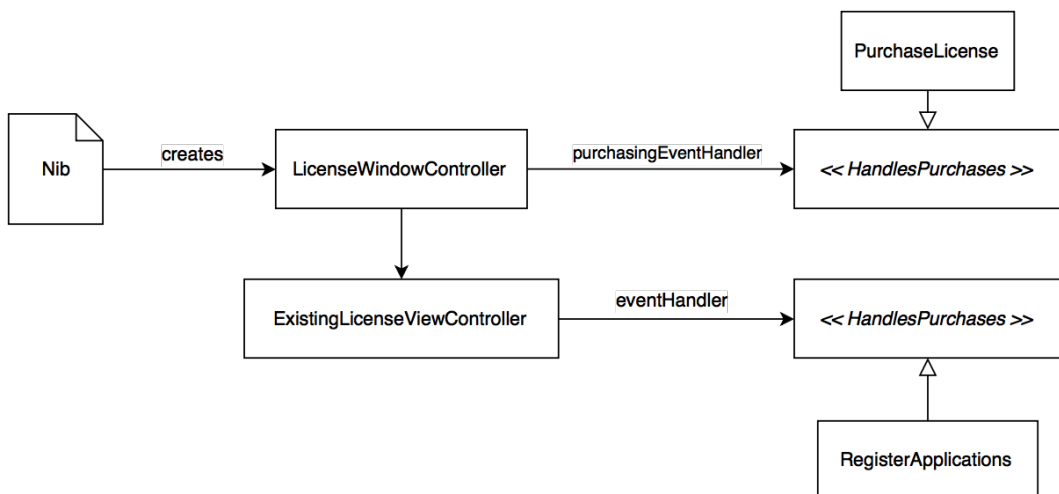 PurchaseLicense
Nib
creates
LicenseWindowController
purchasingEventHandler
<< HandlesPurchases >>
ExistingLicenseViewController
eventHandler
<< HandlesPurchases >>
RegisterApplications